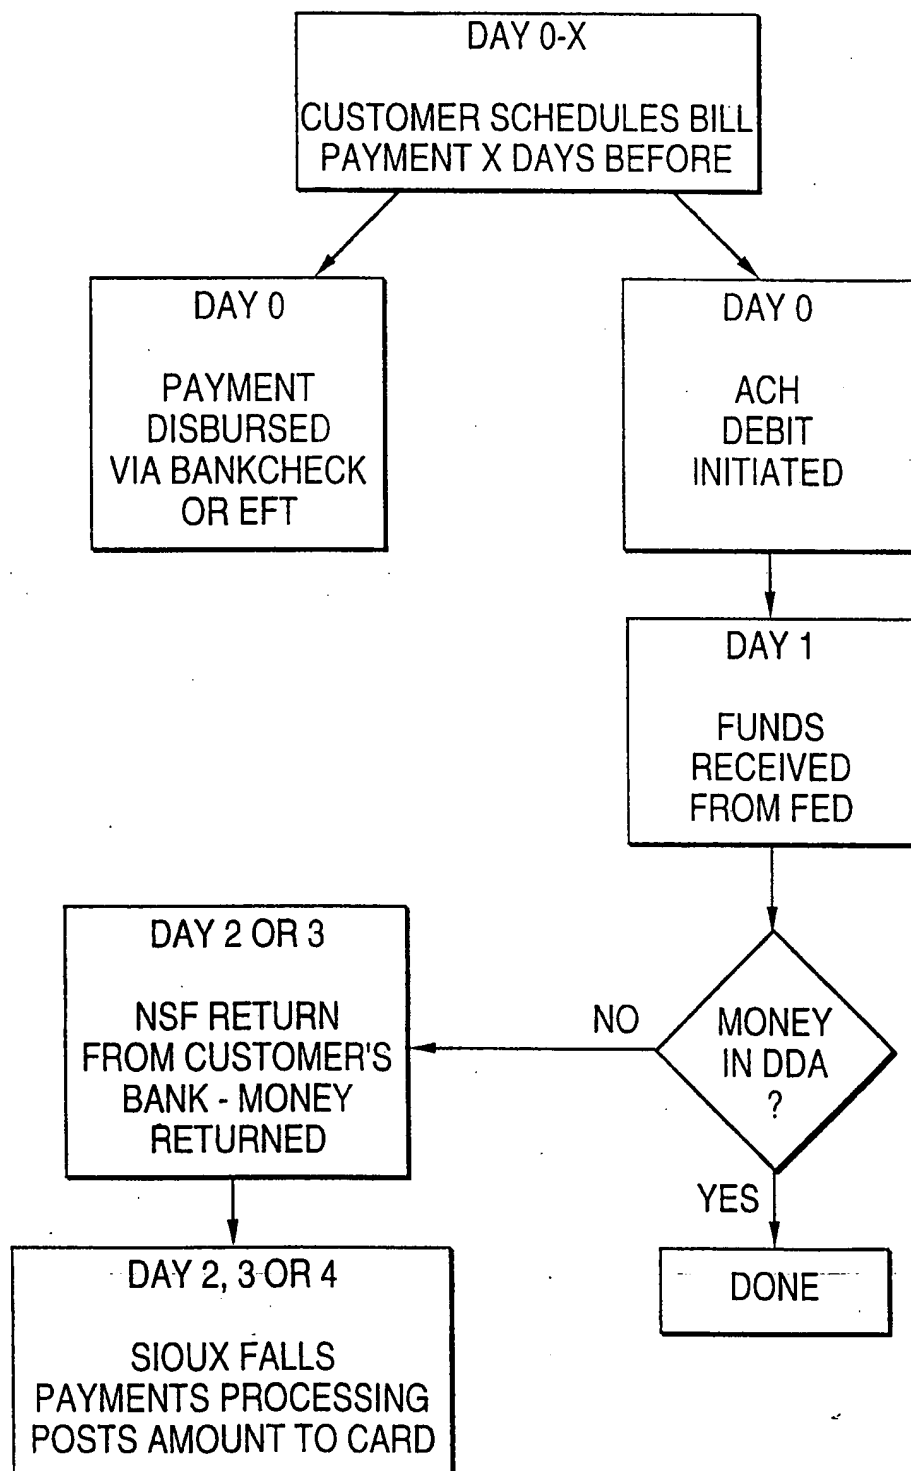 DAY 0-X
CUSTOMER SCHEDULES BILL
PAYMENT X DAYS BEFORE
DAY 0
PAYMENT
DISBURSED
VIA BANKCHECK
OR EFT
DAY 0
ACH
DEBIT
INITIATED
DAY 1
FUNDS
RECEIVED
FROM FED
MONEY
IN DDA
?
NO
YES
DAY 2 OR 3
NSF RETURN
FROM CUSTOMER'S
BANK - MONEY
RETURNED
DONE
DAY 2, 3 OR 4
SIOUX FALLS
PAYMENTS PROCESSING
POSTS AMOUNT TO CARD